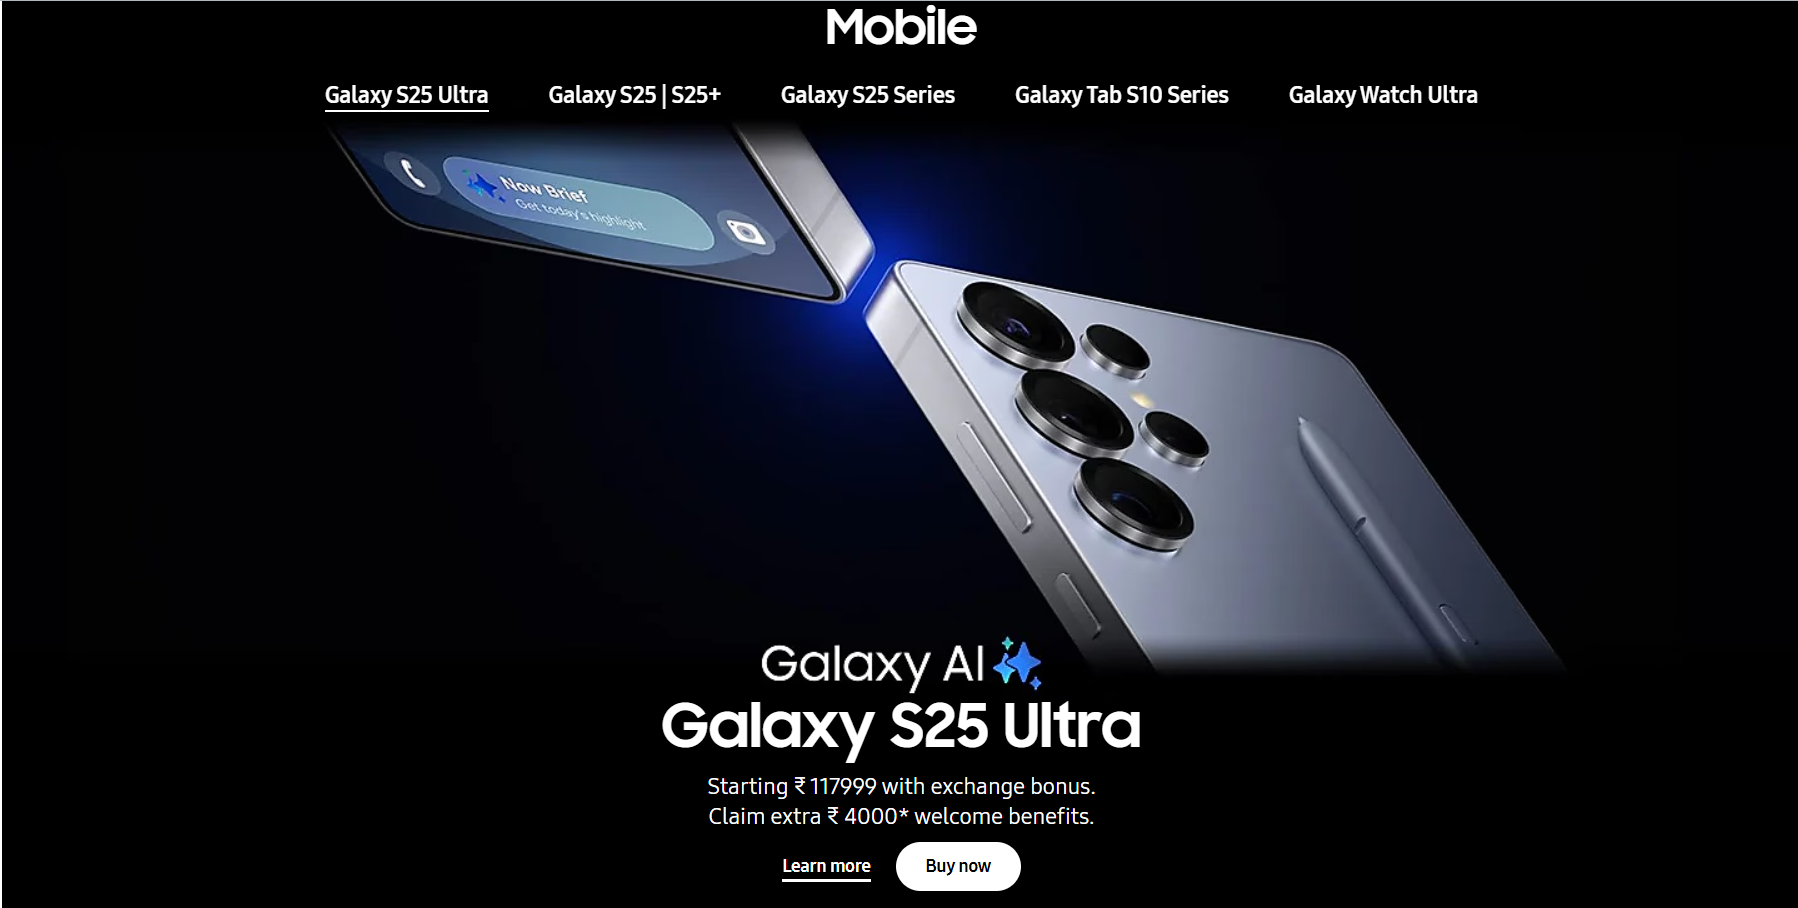 Mobile
Galaxy S25 Ultra
Galaxy S25 | S25+
Galaxy S25 Series
Galaxy Tab S10 Series
Galaxy Watch Ultra
Now Brief
Get today's highlight
Galaxy AI
Galaxy S25 Ultra
Starting ₹ 117999 with exchange bonus.
Claim extra ₹ 4000* welcome benefits.
Learn more
Buy now